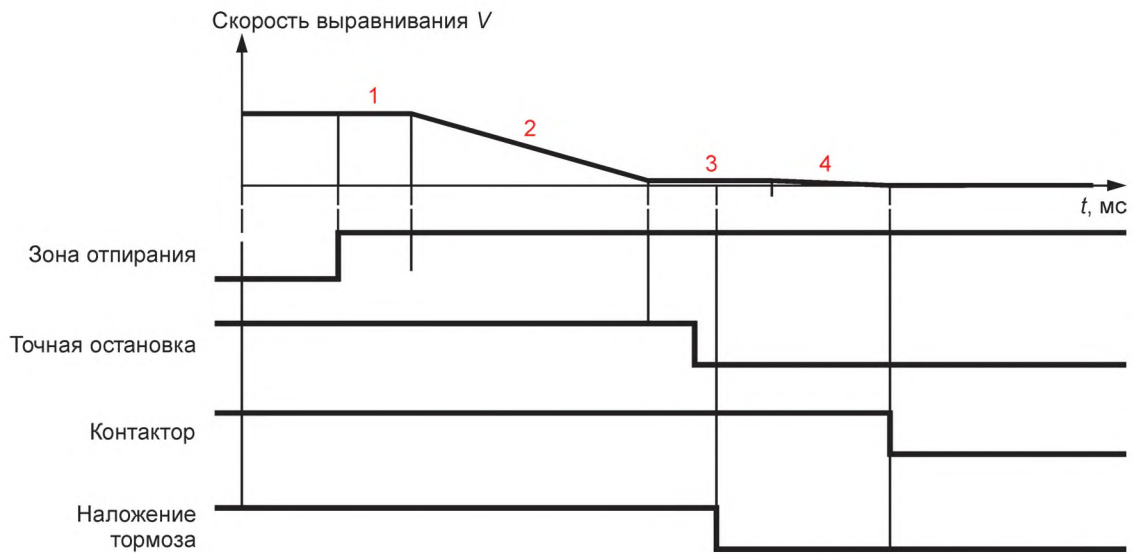 Скорость выравнивания V
1
2
3
4
t, мс
Зона отпирания
Точная остановка
Контактор
Наложение
тормоза